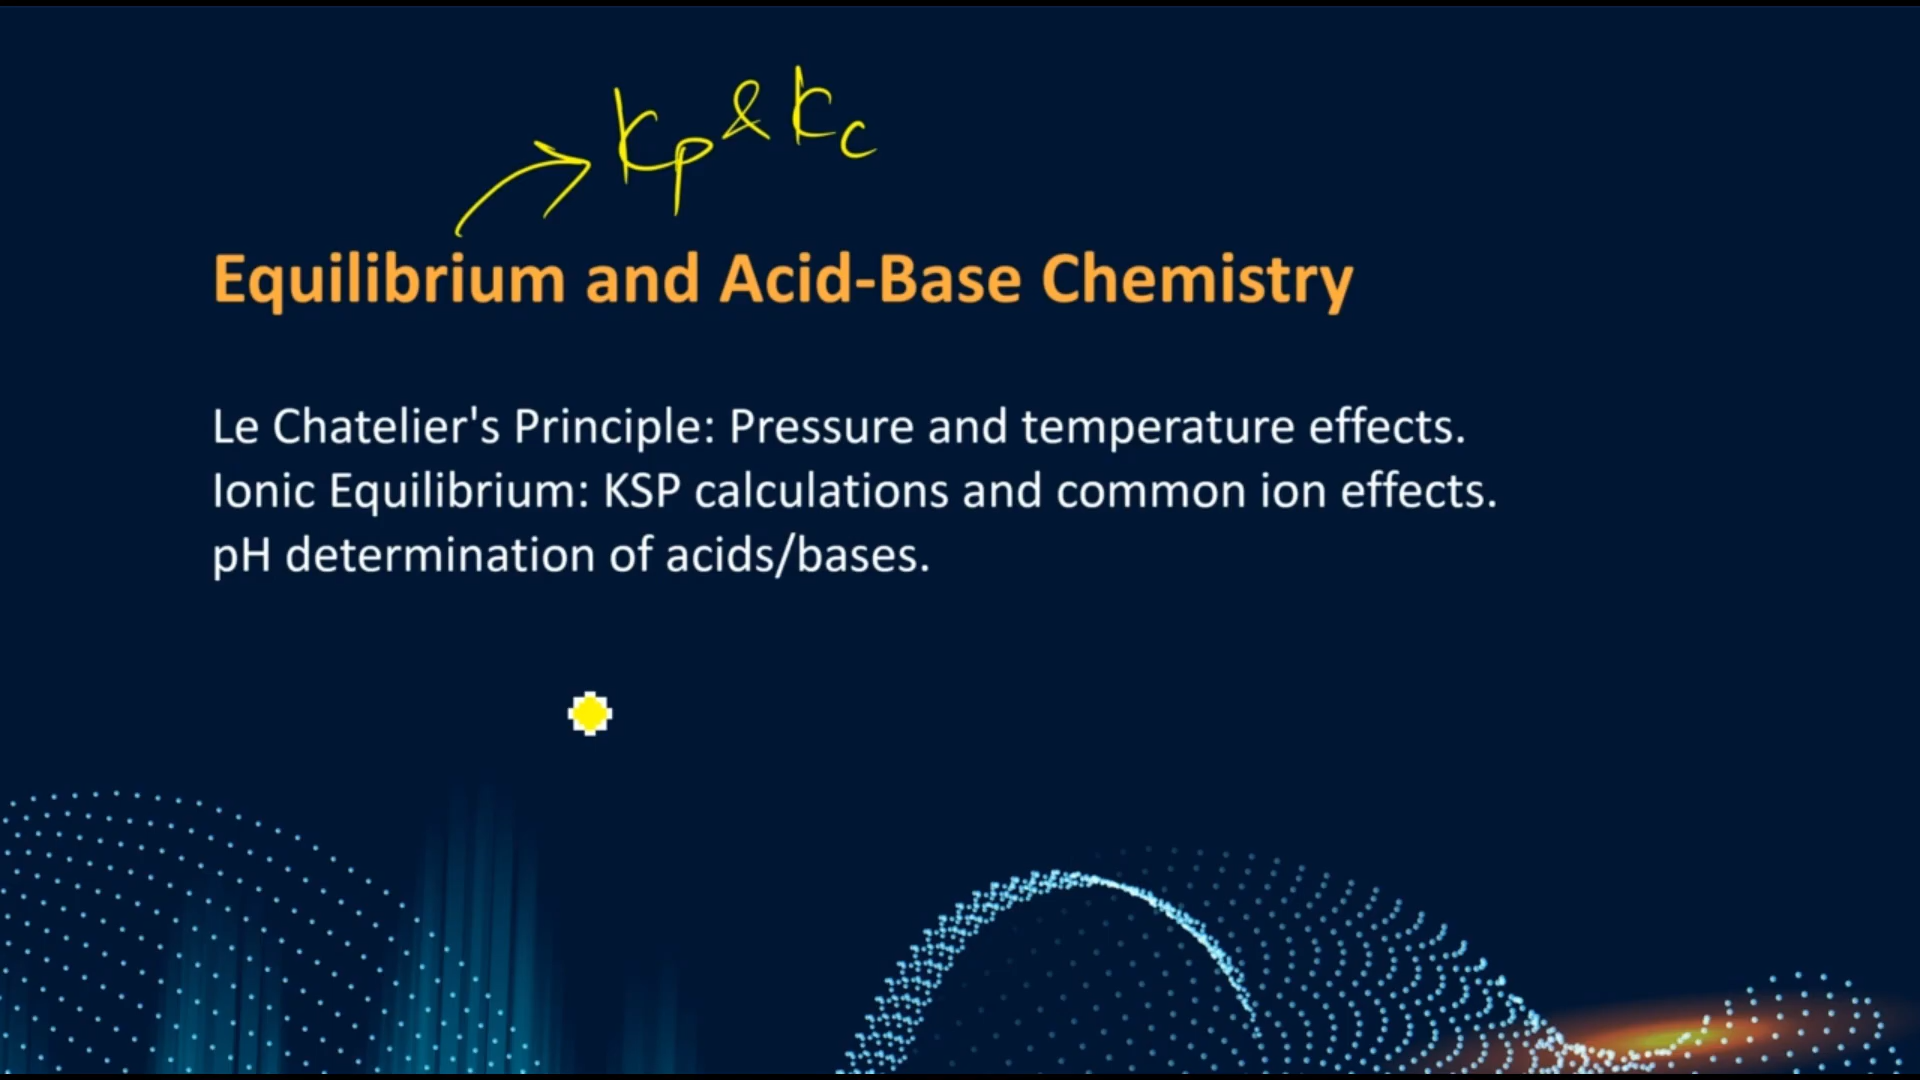 Kp & Kc
Equilibrium and Acid-Base Chemistry
Le Chatelier's Principle: Pressure and temperature effects.
Ionic Equilibrium: KSP calculations and common ion effects.
pH determination of acids/bases.